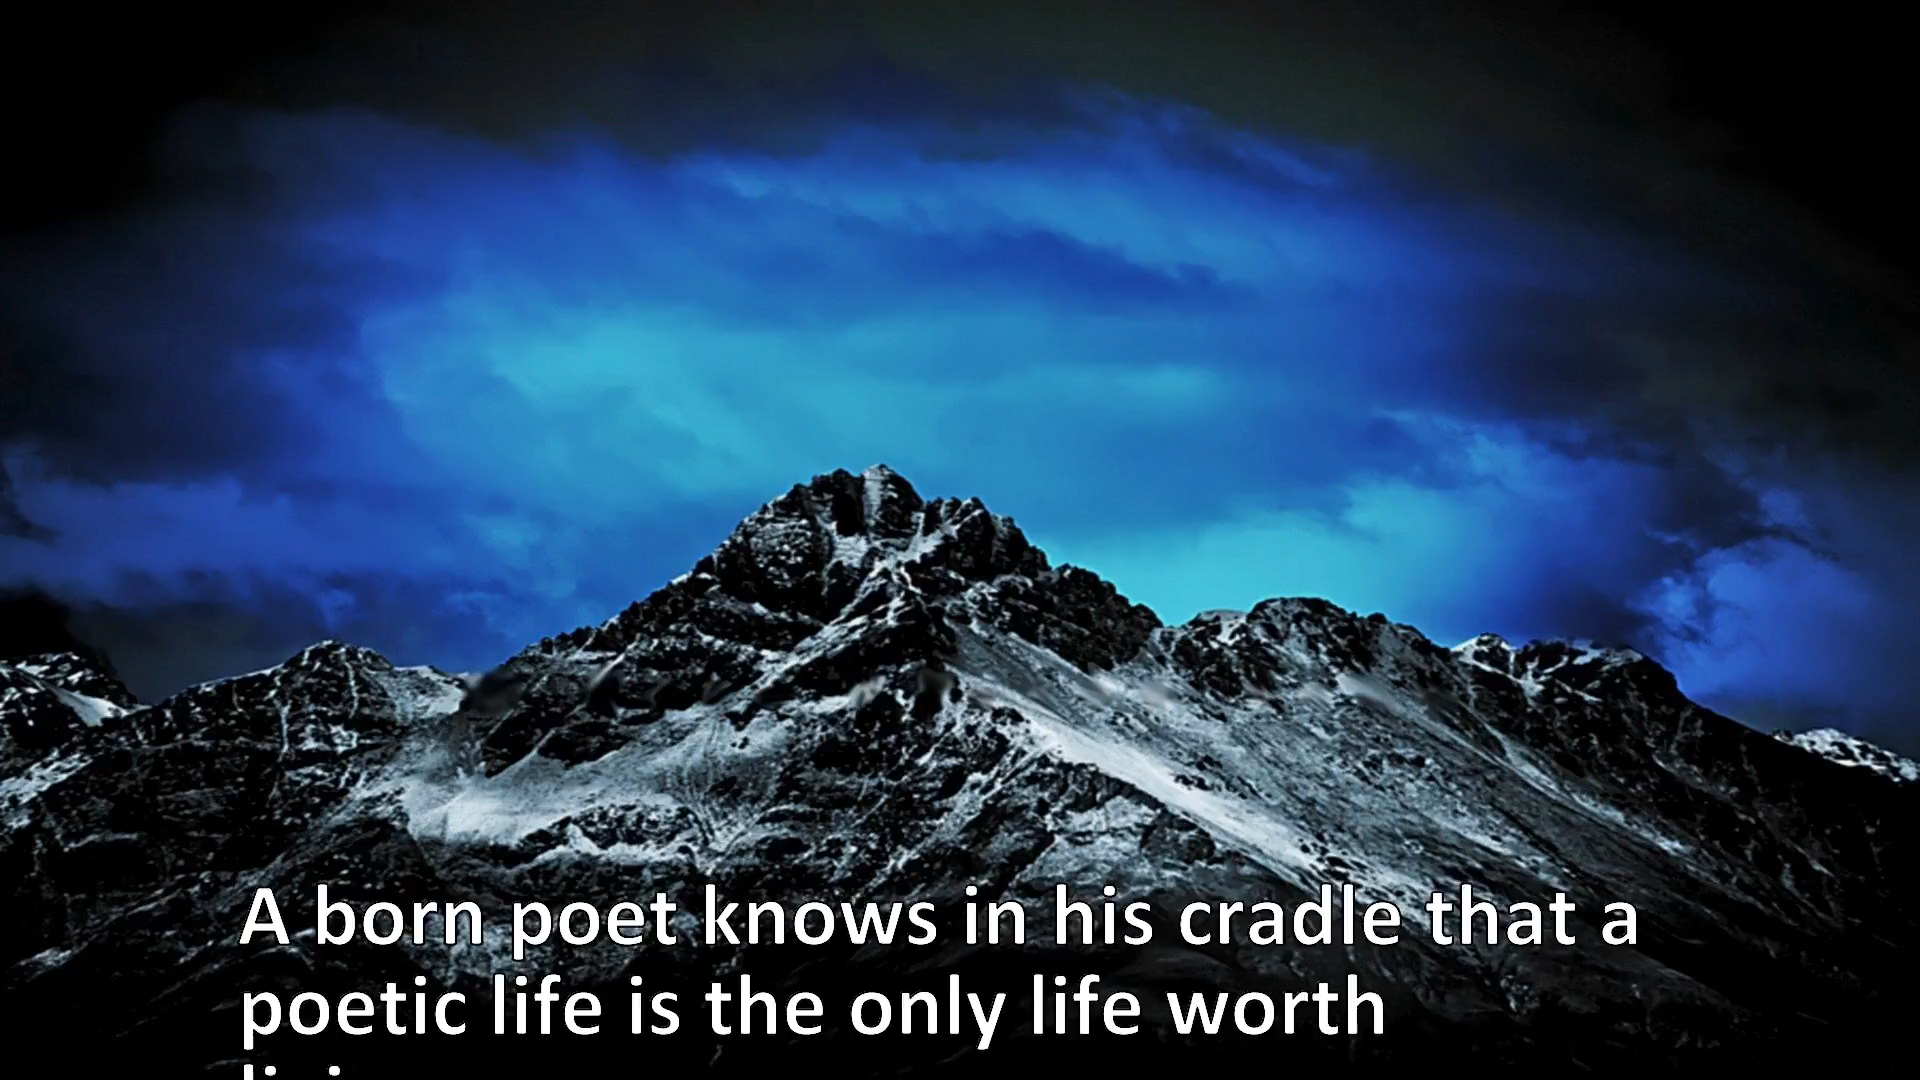 A born poet knows in his cradle that a
poetic life is the only life worth